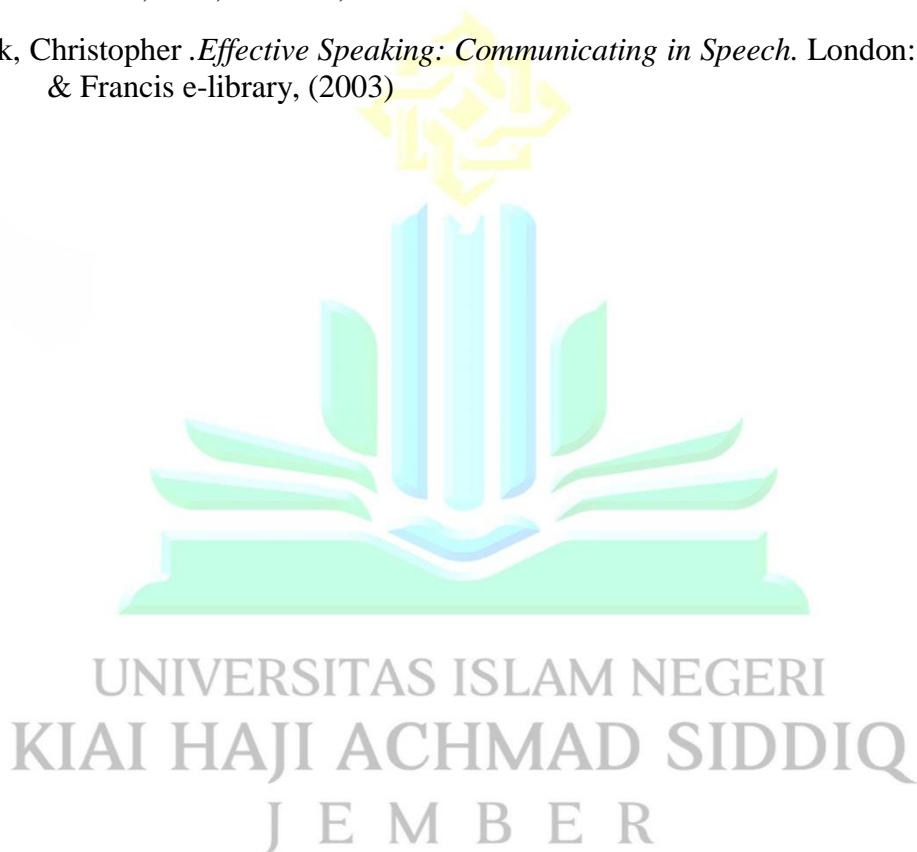 k, Christopher .Effective Speaking: Communicating in Speech. London:
& Francis e-library, (2003)
UNIVERSITAS ISLAM NEGERI
KIAI HAJI ACHMAD SIDDIQ
J E M B E R